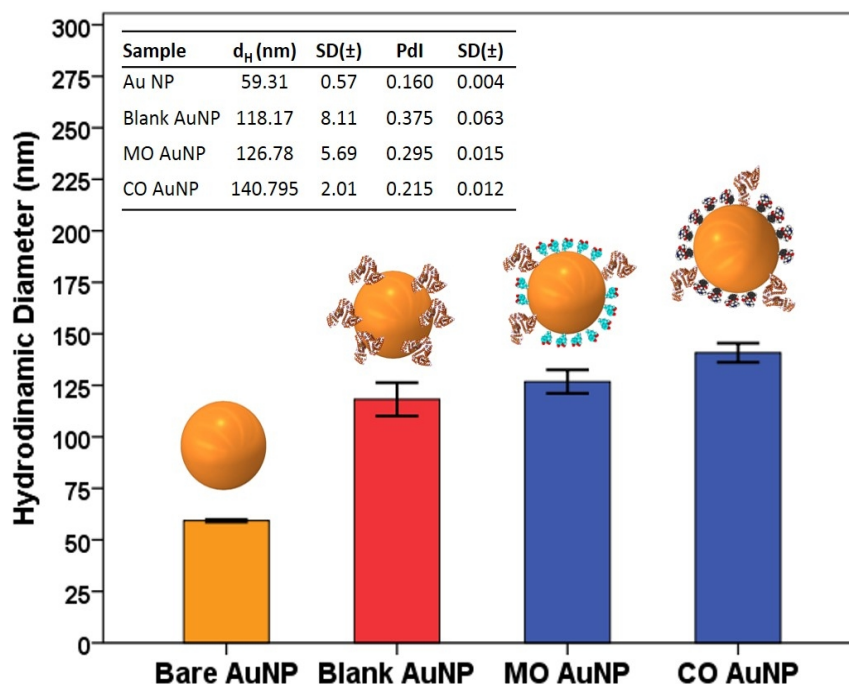 Hydrodinamic Diameter (nm)
300
275
250
225
200
175
150
125
100
75
50
25
0
Sample d_H (nm) SD(±) PdI SD(±)
Au NP 59.31 0.57 0.160 0.004
Blank AuNP 118.17 8.11 0.375 0.063
MO AuNP 126.78 5.69 0.295 0.015
CO AuNP 140.795 2.01 0.215 0.012
Bare AuNP Blank AuNP MO AuNP CO AuNP